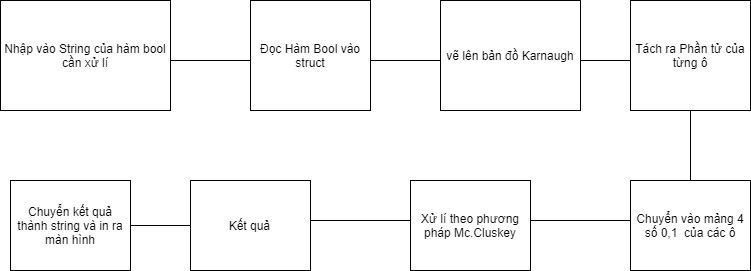 Nhập vào String của hàm bool
cần xử lí
Đọc Hàm Bool vào
struct
vẽ lên bản đồ Karnaugh
Tách ra Phần tử của
từng ô
Chuyển vào mảng 4
số 0,1 của các ô
Xử lí theo phương
pháp Mc.Cluskey
Kết quả
Chuyển kết quả
thành string và in ra
màn hình